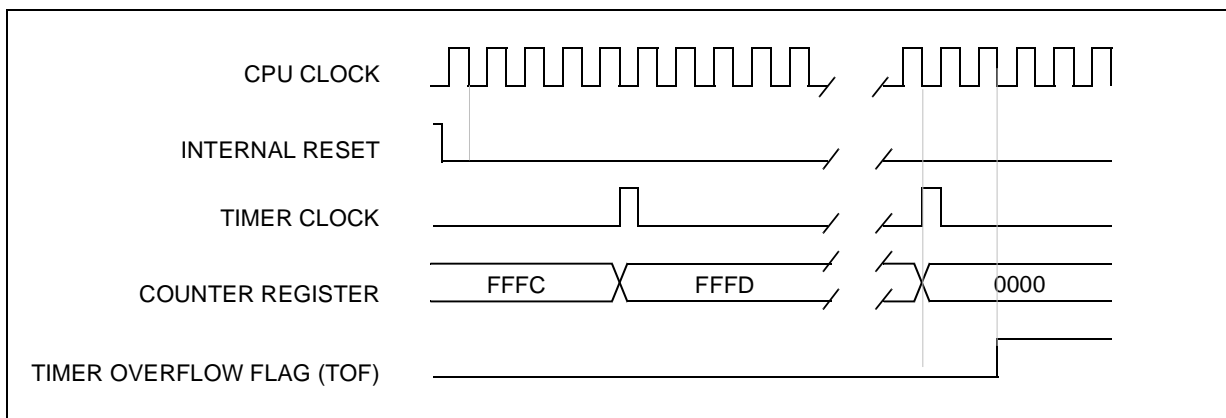 CPU CLOCK
INTERNAL RESET
TIMER CLOCK
COUNTER REGISTER FFFC FFFD 0000
TIMER OVERFLOW FLAG (TOF)